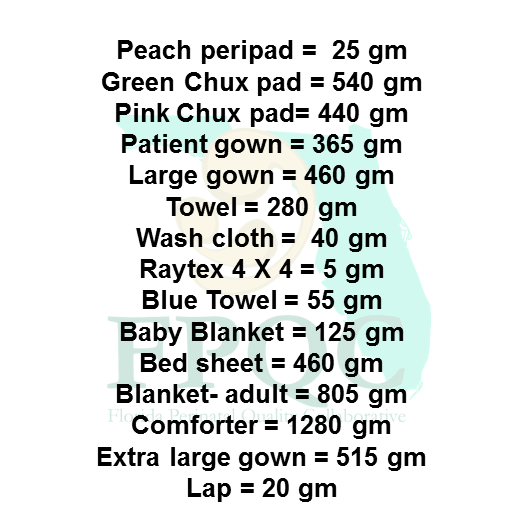 Peach peripad =  25 gm
Green Chux pad = 540 gm
Pink Chux pad= 440 gm
Patient gown = 365 gm
Large gown = 460 gm
Towel = 280 gm
Wash cloth =  40 gm
Raytex 4 X 4 = 5 gm
Blue Towel = 55 gm
Baby Blanket = 125 gm
FPQC
Bed sheet = 460 gm
Blanket- adult = 805 gm
Florida Perinatal Quality Collaborative
Comforter = 1280 gm
Extra large gown = 515 gm
Lap = 20 gm